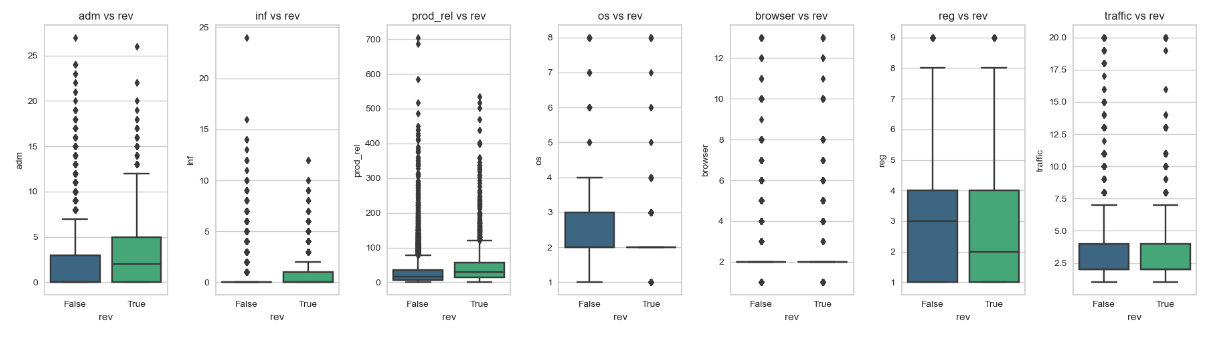 adm vs rev
adm
25
20
15
10
5
0
False True
rev
inf vs rev
inf
25
20
15
10
5
0
False True
rev
prod_rel vs rev
prod_rel
700
600
500
400
300
200
100
0
False True
rev
os vs rev
os
8
7
6
5
4
3
2
1
False True
rev
browser vs rev
browser
12
10
8
6
4
2
False True
rev
reg vs rev
reg
9
8
7
6
5
4
3
2
1
False True
rev
traffic vs rev
traffic
20.0
17.5
15.0
12.5
10.0
7.5
5.0
2.5
False True
rev